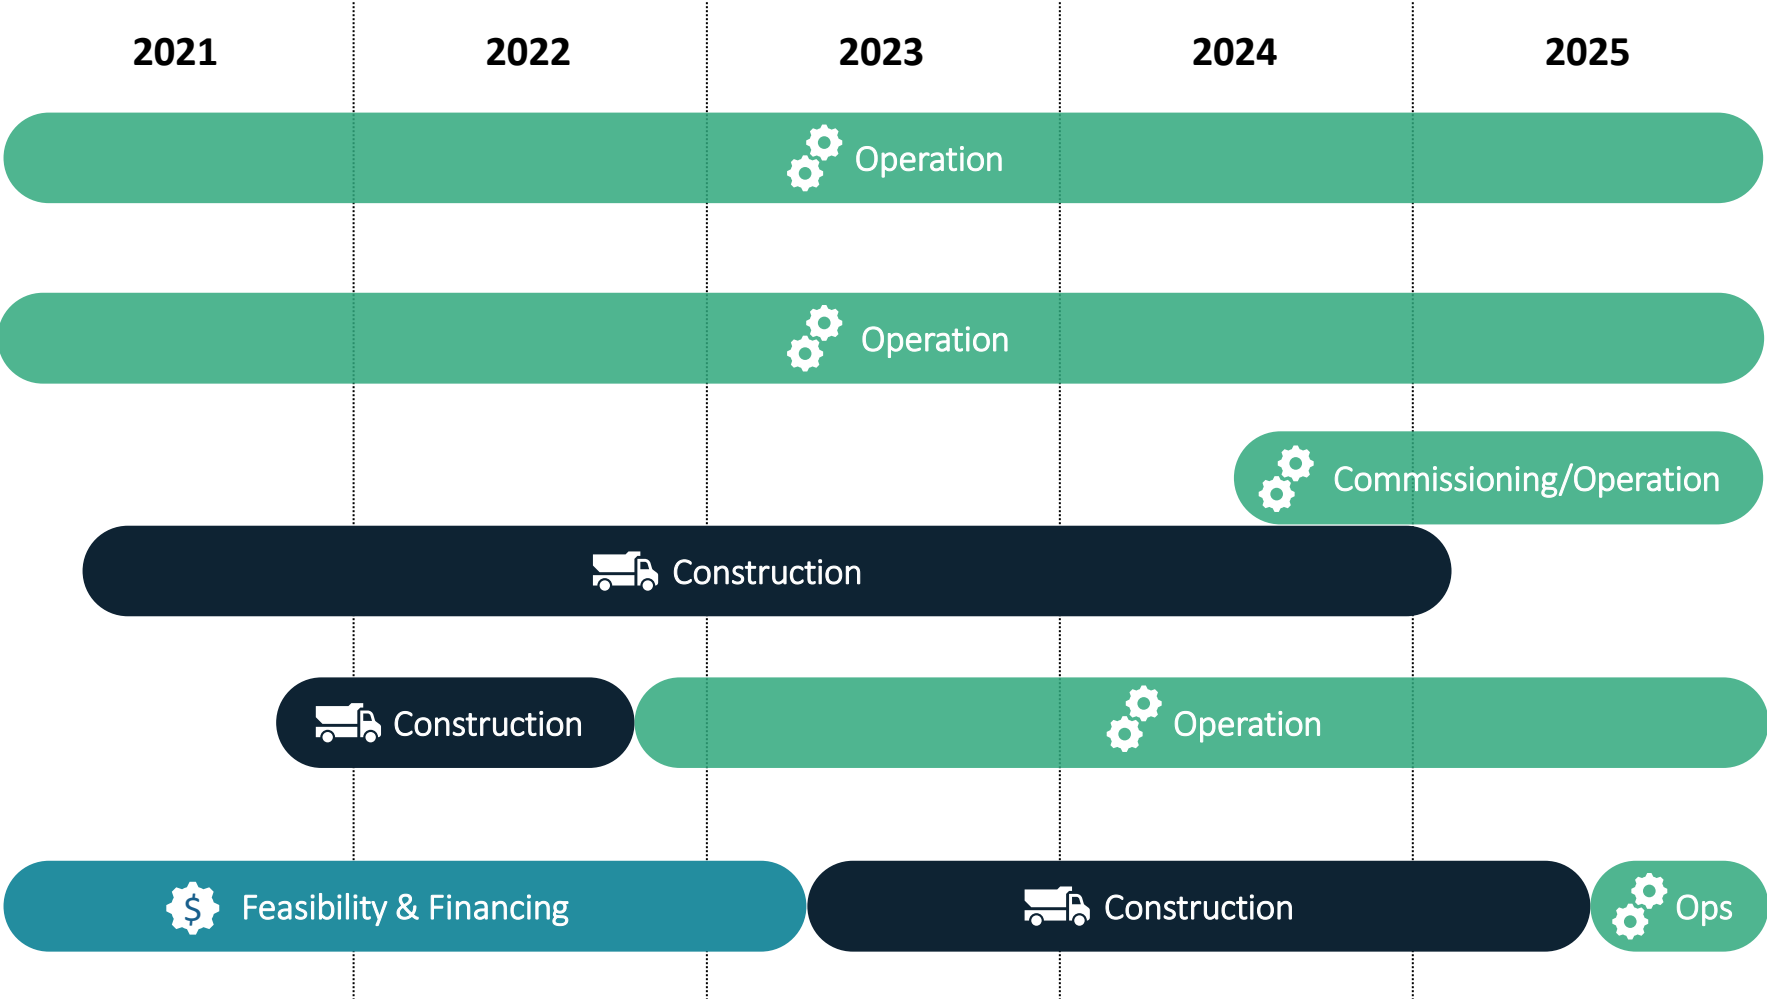 2021
2022
2023
2024
2025
Operation
Operation
Commissioning/Operation
Construction
Construction
Operation
$ Feasibility & Financing
Construction
Ops